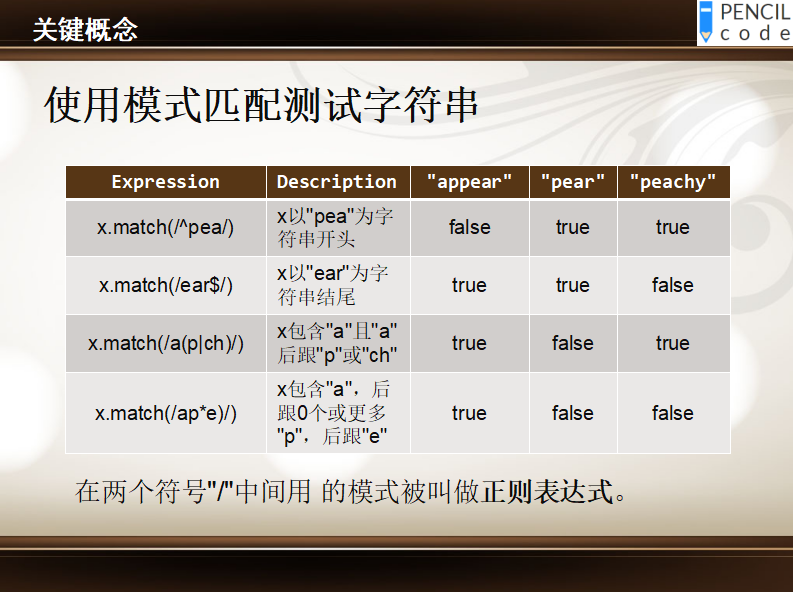 关键概念
PENCIL
code
使用模式匹配测试字符串
Expression Description "appear" "pear" "peachy"
x.match(/^pea/) x以"pea"为字 false true true
符串开头
x.match(/ear$/) x以"ear"为字 true true false
符串结尾
x.match(/a(p|ch)/) x包含"a"且"a" true false true
后跟"p"或"ch"
x.match(/ap*e)/) x包含"a"，后 true false false
跟0个或更多
"p"，后跟"e"
在两个符号"/"中间用 的模式被叫做正则表达式。